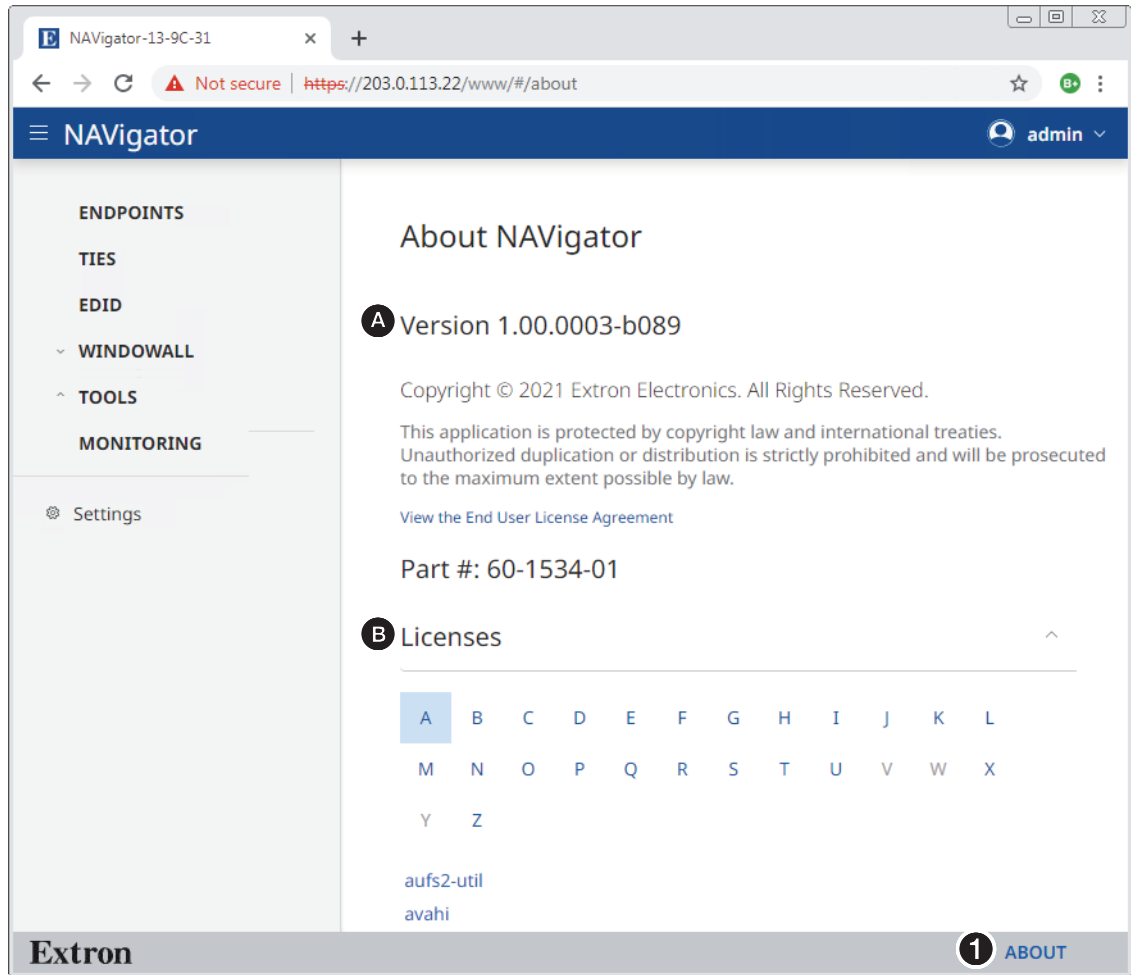 E NAVigator-13-9C-31 × +
Not secure | https://203.0.113.22/www/#/about B+
NAVigator admin
ENDPOINTS
TIES
EDID
WINDOWALL
TOOLS
MONITORING
Settings
About NAVigator
A Version 1.00.0003-b089
Copyright © 2021 Extron Electronics. All Rights Reserved.
This application is protected by copyright law and international treaties.
Unauthorized duplication or distribution is strictly prohibited and will be prosecuted
to the maximum extent possible by law.
View the End User License Agreement
Part #: 60-1534-01
B Licenses
A B C D E F G H I J K L
M N O P Q R S T U V W X
Y Z
aufs2-util
avahi
Extron 1 ABOUT